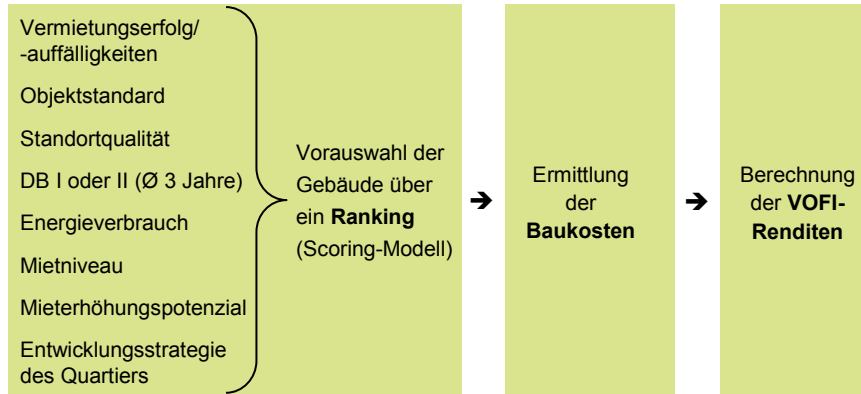 Vermietungserfolg/
-auffälligkeiten
Objektstandard
Standortqualität
DB I oder II (Ø 3 Jahre)
Energieverbrauch
Mietniveau
Mieterhöhungspotenzial
Entwicklungsstrategie
des Quartiers
Vorauswahl der
Gebäude über
ein Ranking
(Scoring-Modell)
➔
Ermittlung
der
Baukosten
➔
Berechnung
der VOFI-
Renditen